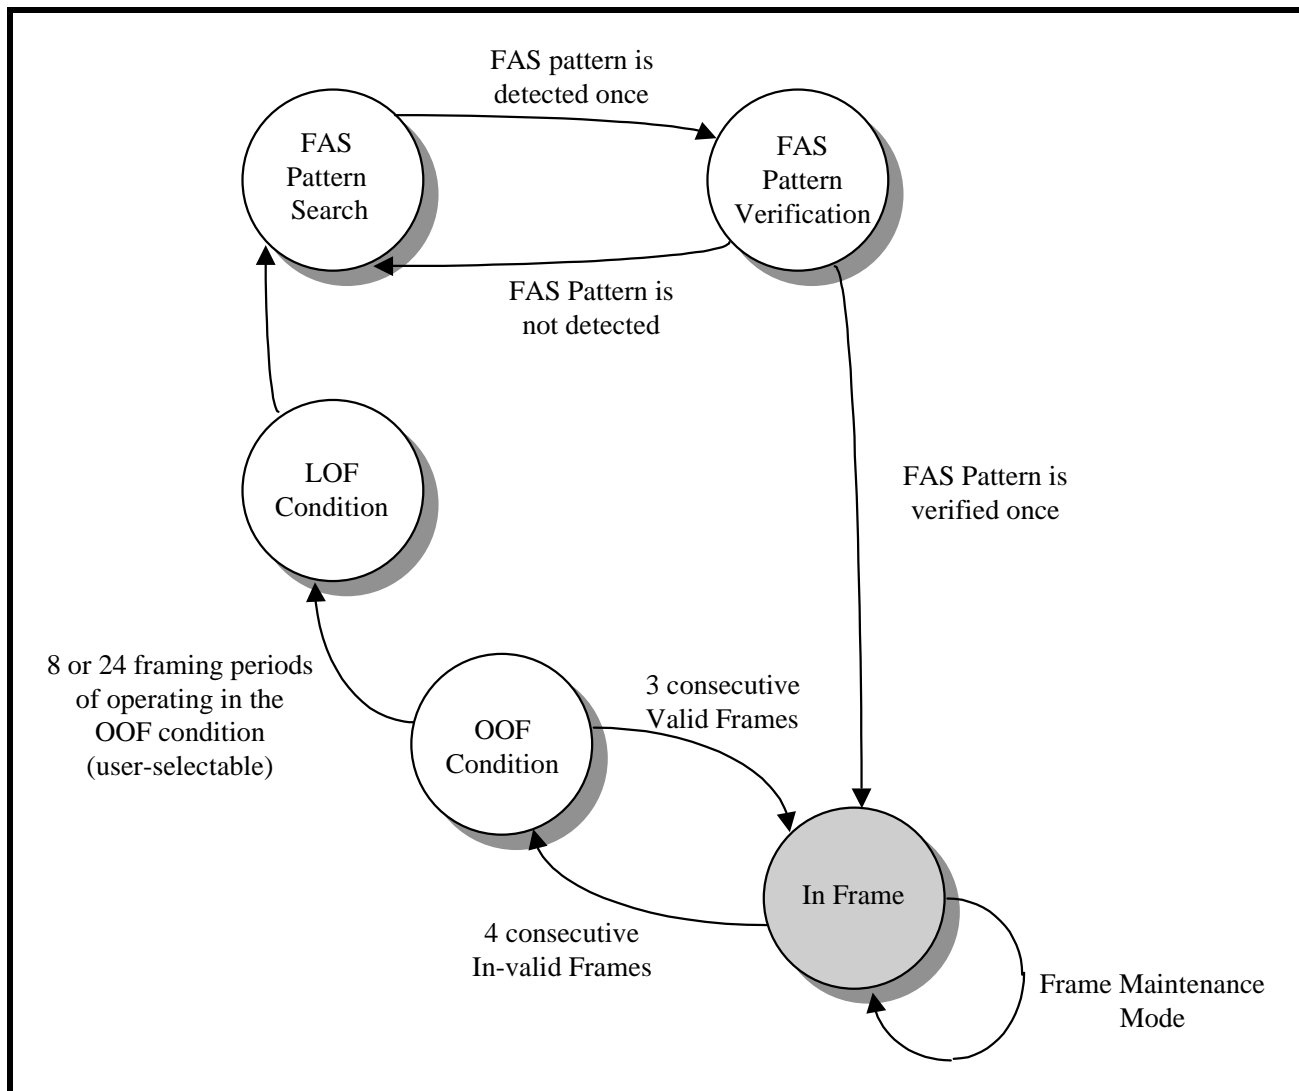 FAS pattern is
detected once
FAS
Pattern
Search
FAS
Pattern
Verification
FAS Pattern is
not detected
LOF
Condition
FAS Pattern is
verified once
8 or 24 framing periods
of operating in the
OOF condition
(user-selectable)
3 consecutive
Valid Frames
OOF
Condition
In Frame
4 consecutive
In-valid Frames
Frame Maintenance
Mode